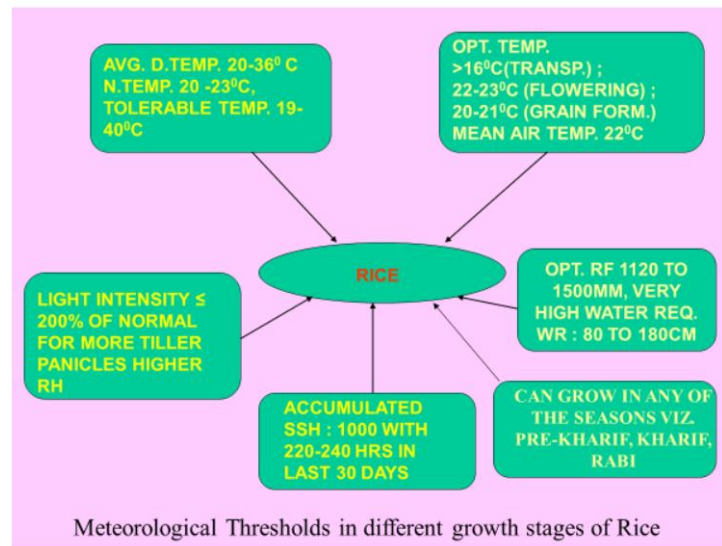 AVG. D.TEMP. 20-36⁰ C
N.TEMP. 20 -23⁰C,
TOLERABLE TEMP. 19-
40⁰C
OPT. TEMP.
>16⁰C(TRANSP.) ;
22-23⁰C (FLOWERING) ;
20-21⁰C (GRAIN FORM.)
MEAN AIR TEMP. 22⁰C
RICE
LIGHT INTENSITY ≤
200% OF NORMAL
FOR MORE TILLER
PANICLES HIGHER
RH
OPT. RF 1120 TO
1500MM, VERY
HIGH WATER REQ.
WR : 80 TO 180CM
ACCUMULATED
SSH : 1000 WITH
220-240 HRS IN
LAST 30 DAYS
CAN GROW IN ANY OF
THE SEASONS VIZ.
PRE-KHARIF, KHARIF,
RABI
Meteorological Thresholds in different growth stages of Rice